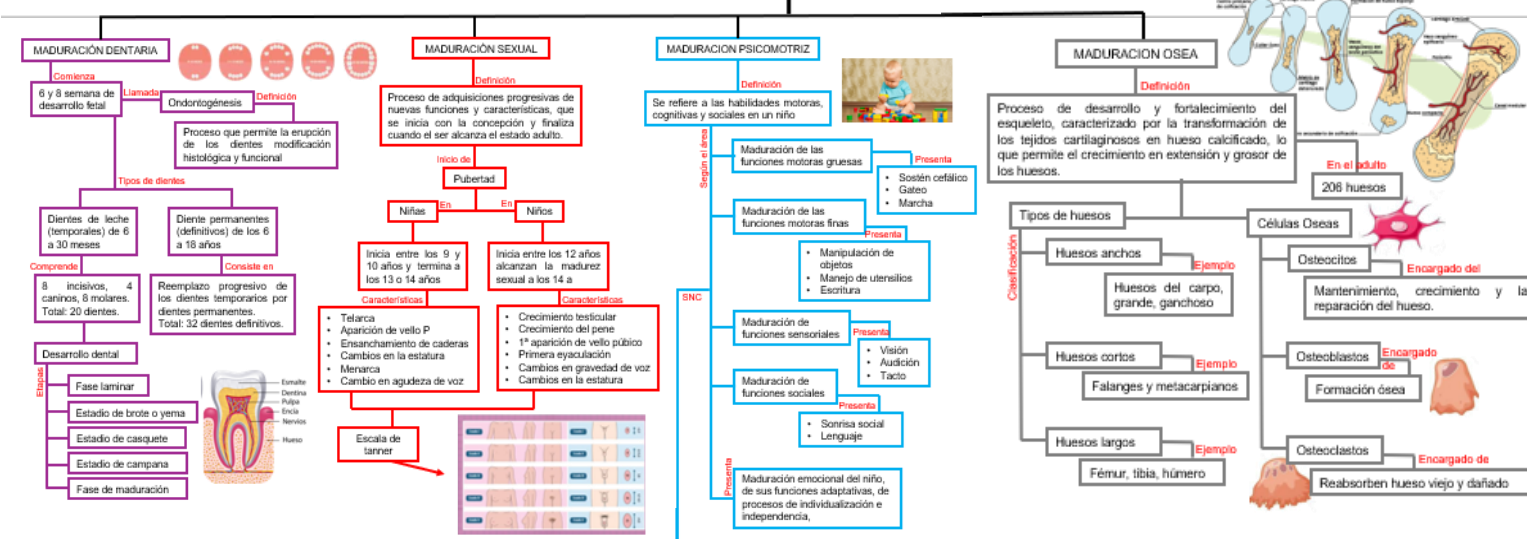 MADURACIÓN DENTARIA
Comienza
6 y 8 semana de
desarrollo fetal
Llamada
Ondontogénesis
Definición
Proceso que permite la erupción
de los dientes modificación
histológica y funcional
Tipos de dientes
Dientes de leche
(temporales) de 6
a 30 meses
Comprende
8 incisivos, 4
caninos, 8 molares.
Total: 20 dientes.
Diente permanentes
(definitivos) de los 6
a 18 años
Consiste en
Reemplazo progresivo de
los dientes temporarios por
dientes permanentes.
Total: 32 dientes definitivos.
Desarrollo dental
Etapas
Fase laminar
Estadio de brote o yema
Estadio de casquete
Estadio de campana
Fase de maduración
Esmalte
Dentina
Pulpa
Encía
Nervios
Hueso
MADURACIÓN SEXUAL
Definición
Proceso de adquisiciones progresivas de
nuevas funciones y características, que
se inicia con la concepción y finaliza
cuando el ser alcanza el estado adulto.
Inicio de
Pubertad
En
En
Niñas
Niños
Inicia entre los 9 y
10 años y termina a
los 13 o 14 años
Características
• Telarca
• Aparición de vello P
• Ensanchamiento de caderas
• Cambios en la estatura
• Menarca
• Cambio en agudeza de voz
Inicia entre los 12 años
alcanzan la madurez
sexual a los 14 a
Características
• Crecimiento testicular
• Crecimiento del pene
• 1ª aparición de vello púbico
• Primera eyaculación
• Cambios en gravedad de voz
• Cambios en la estatura
Escala de
tanner
MADURACION PSICOMOTRIZ
Definición
Se refiere a las habilidades motoras,
cognitivas y sociales en un niño
Según el área
SNC
Maduración de las
funciones motoras gruesas
Presenta
• Sostén cefálico
• Gateo
• Marcha
Maduración de las
funciones motoras finas
Presenta
• Manipulación de
objetos
• Manejo de utensilios
• Escritura
Maduración de
funciones sensoriales
Presenta
• Visión
• Audición
• Tacto
Maduración de
funciones sociales
Presenta
• Sonrisa social
• Lenguaje
Presenta
Maduración emocional del niño,
de sus funciones adaptativas, de
procesos de individualización e
independencia,
MADURACION OSEA
Definición
Proceso de desarrollo y fortalecimiento del
esqueleto, caracterizado por la transformación de
los tejidos cartilaginosos en hueso calcificado, lo
que permite el crecimiento en extensión y grosor de
los huesos.
En el adulto
206 huesos
Tipos de huesos
Clasificación
Huesos anchos
Ejemplo
Huesos del carpo,
grande, ganchoso
Huesos cortos
Ejemplo
Falanges y metacarpianos
Huesos largos
Ejemplo
Fémur, tibia, húmero
Células Oseas
Osteocitos
Encargado del
Mantenimiento, crecimiento y la
reparación del hueso.
Osteoblastos
Encargado
de
Formación ósea
Osteoclastos
Encargado de
Reabsorben hueso viejo y dañado